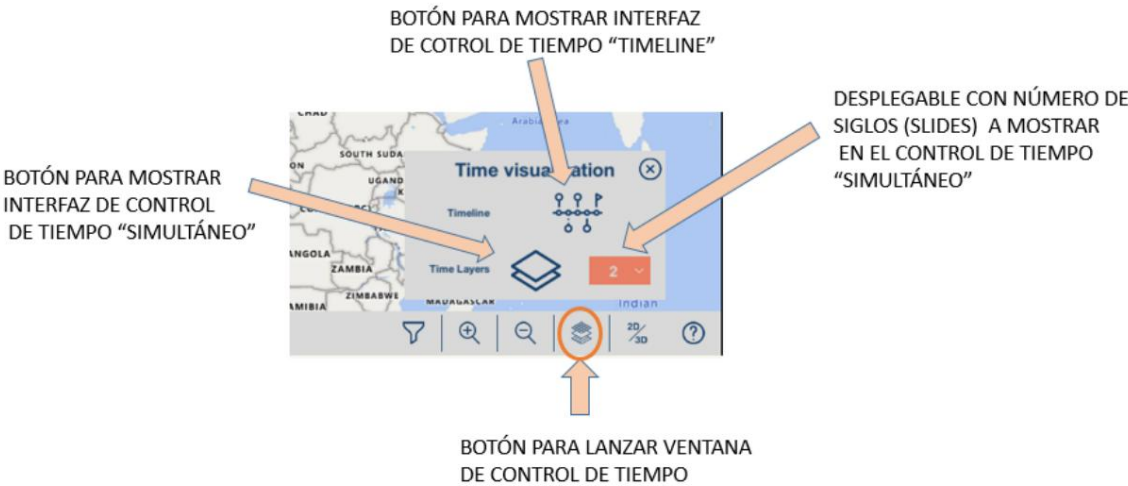 BOTÓN PARA MOSTRAR INTERFAZ
DE COTROL DE TIEMPO “TIMELINE”
DESPLEGABLE CON NÚMERO DE
SIGLOS (SLIDES) A MOSTRAR
EN EL CONTROL DE TIEMPO
“SIMULTÁNEO”
BOTÓN PARA MOSTRAR
INTERFAZ DE CONTROL
DE TIEMPO “SIMULTÁNEO”
SOUTH SUDA
UGAND
Time
Timeline
ANGOLA
ZAMBIA
Time Layers
2
ZIMBABWE
MADAGASCAR
Indian
AMIBIA
2D/3D
?
BOTÓN PARA LANZAR VENTANA
DE CONTROL DE TIEMPO